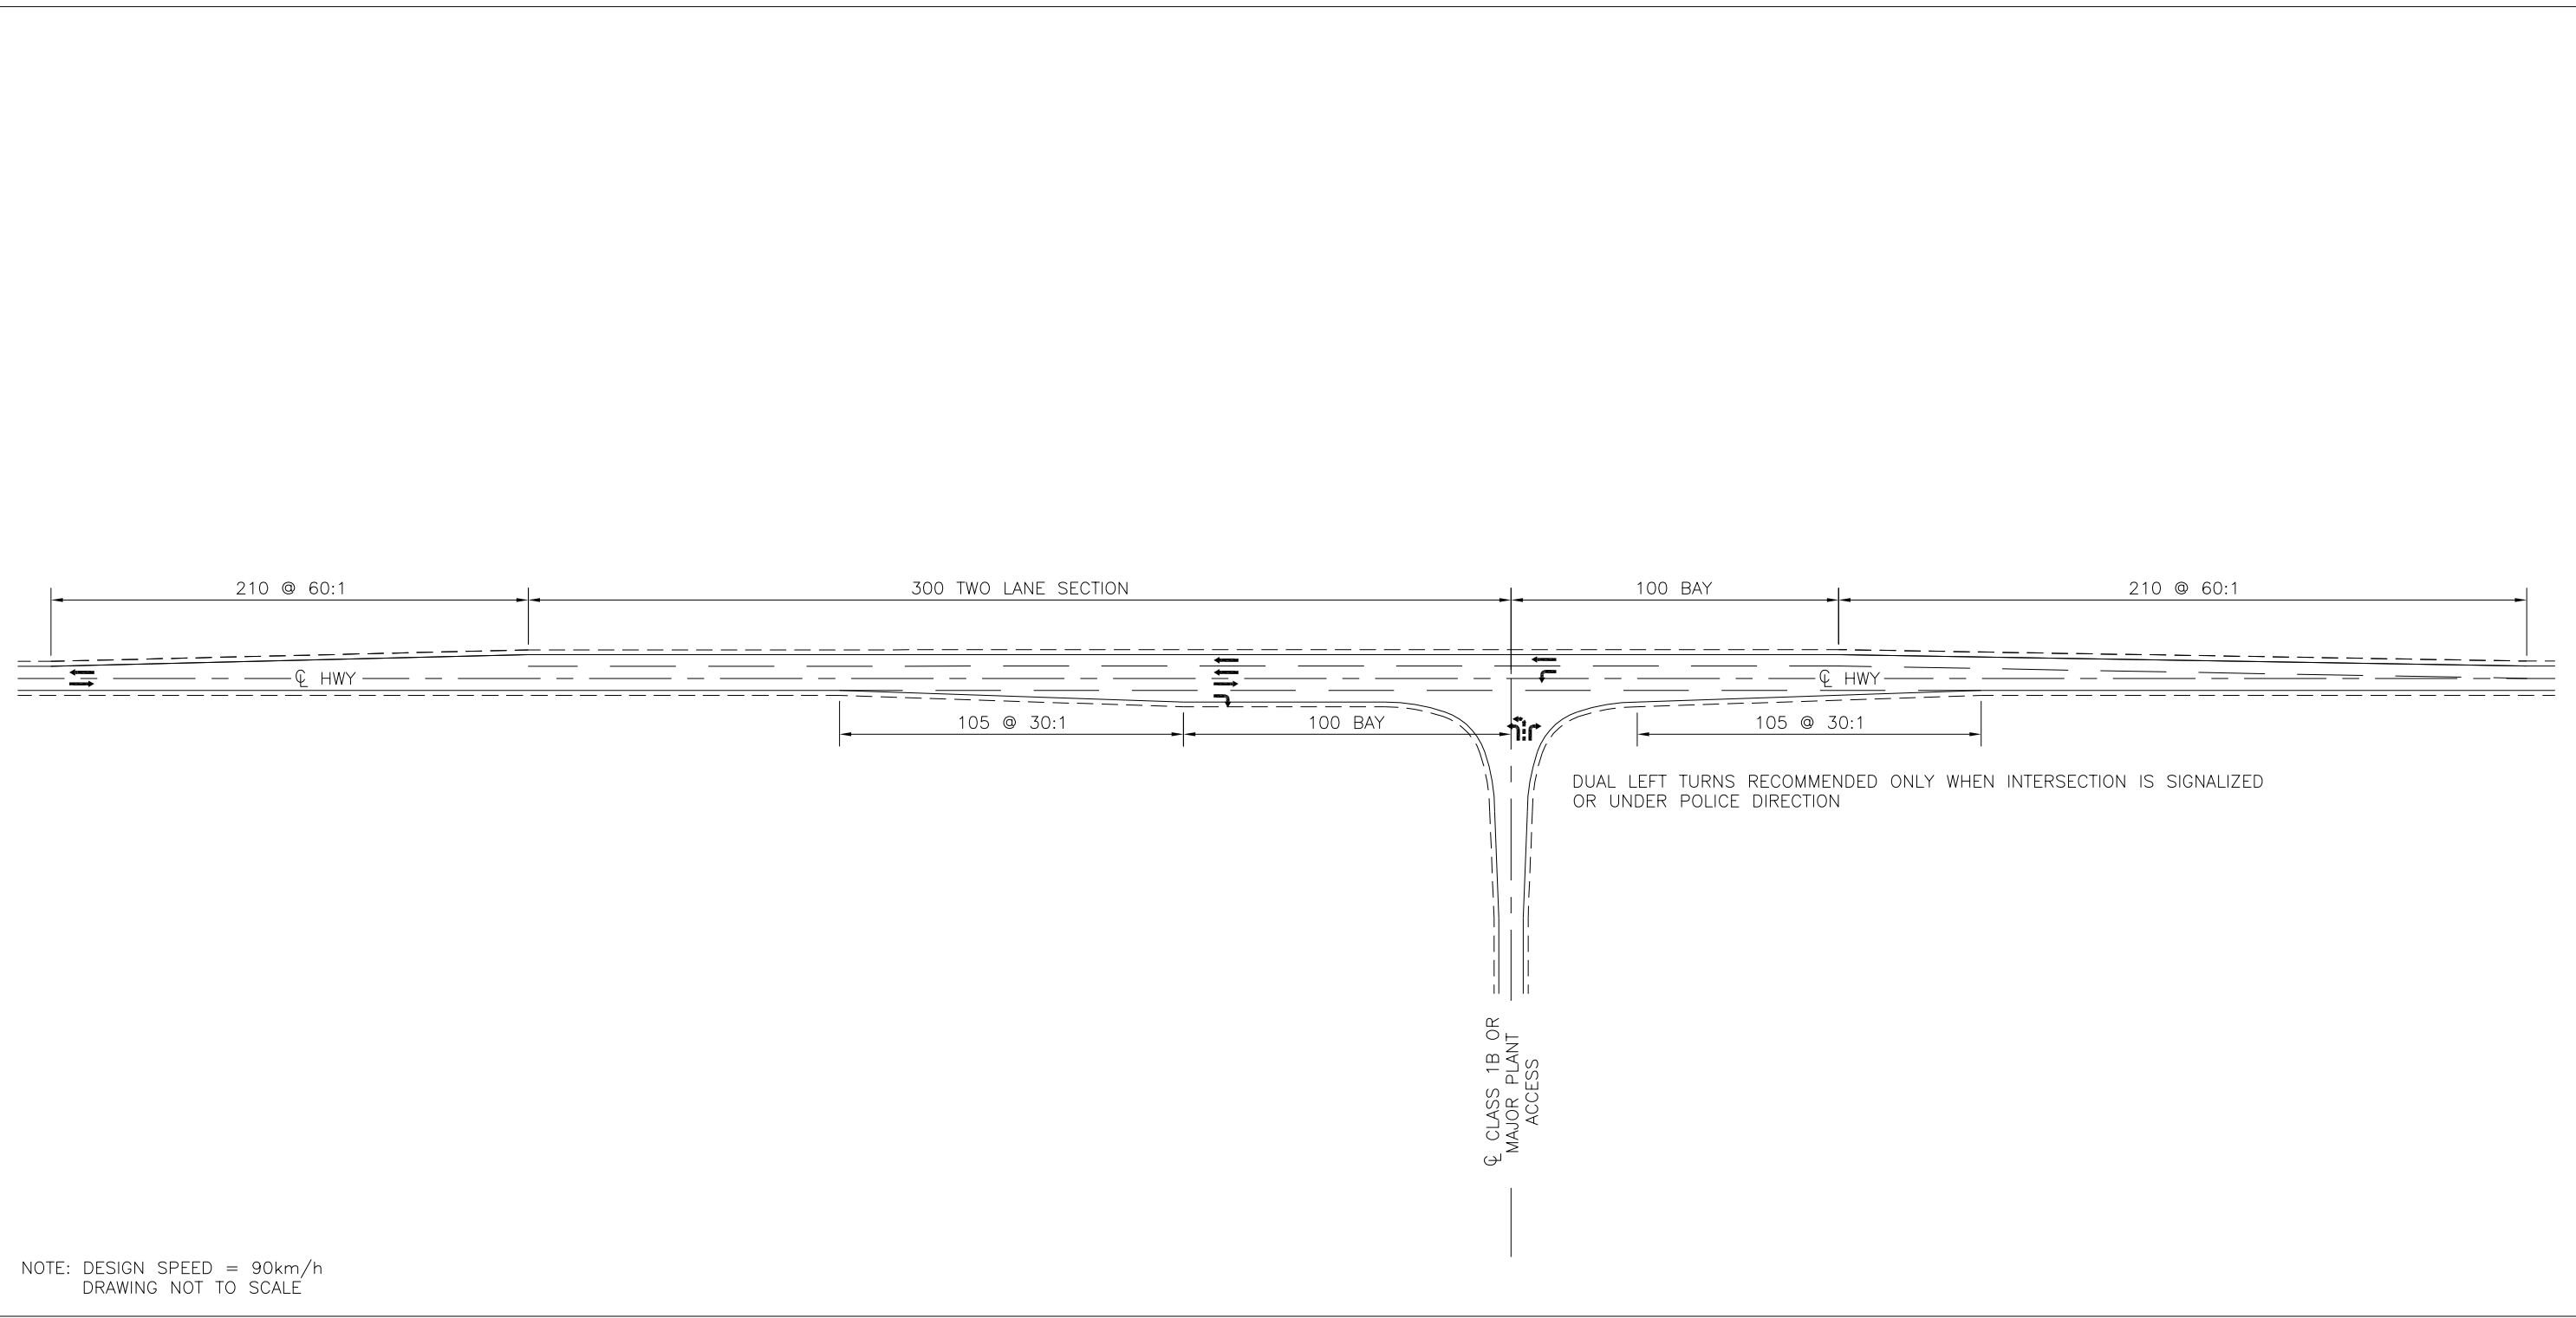 210 @ 60:1
300 TWO LANE SECTION
100 BAY
210 @ 60:1
℄ HWY
℄ HWY
105 @ 30:1
100 BAY
105 @ 30:1
DUAL LEFT TURNS RECOMMENDED ONLY WHEN INTERSECTION IS SIGNALIZED
OR UNDER POLICE DIRECTION
℄ CLASS 1B OR
MAJOR PLANT
ACCESS
NOTE: DESIGN SPEED = 90km/h
DRAWING NOT TO SCALE